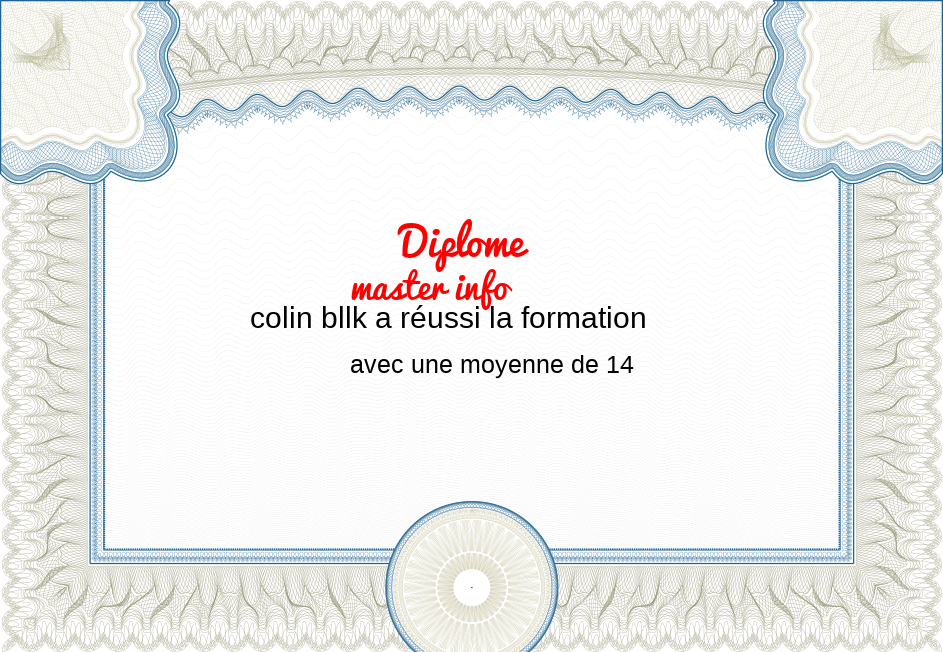 Diplome
master info
colin bllk a réussi la formation
avec une moyenne de 14